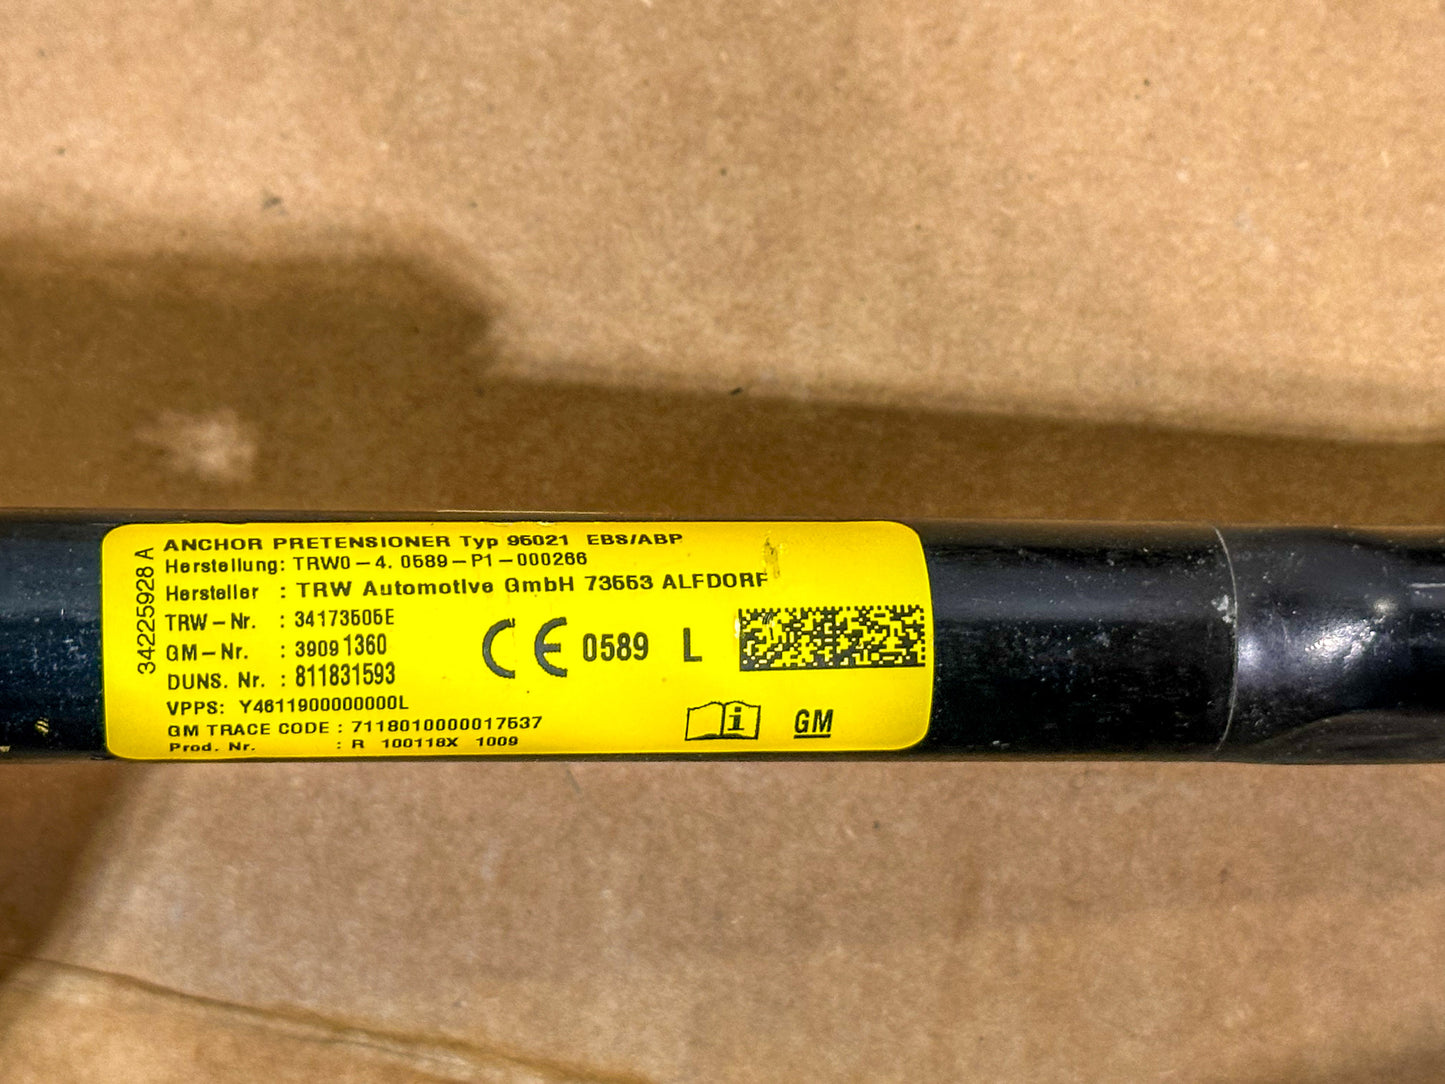 34225928 A
ANCHOR PRETENSIONER Typ 95021 EBS/ABP
Herstellung: TRW0-4. 0589-P1-000266
Hersteller : TRW Automotive GmbH 73553 ALFDORF
TRW-Nr. : 34173505E
GM-Nr. : 39091360
CE 0589 L
DUNS. Nr. : 811831593
VPPS: Y4611900000000L
GM TRACE CODE : 7118010000017537
Prod. Nr. : R 100118X 1009
i GM